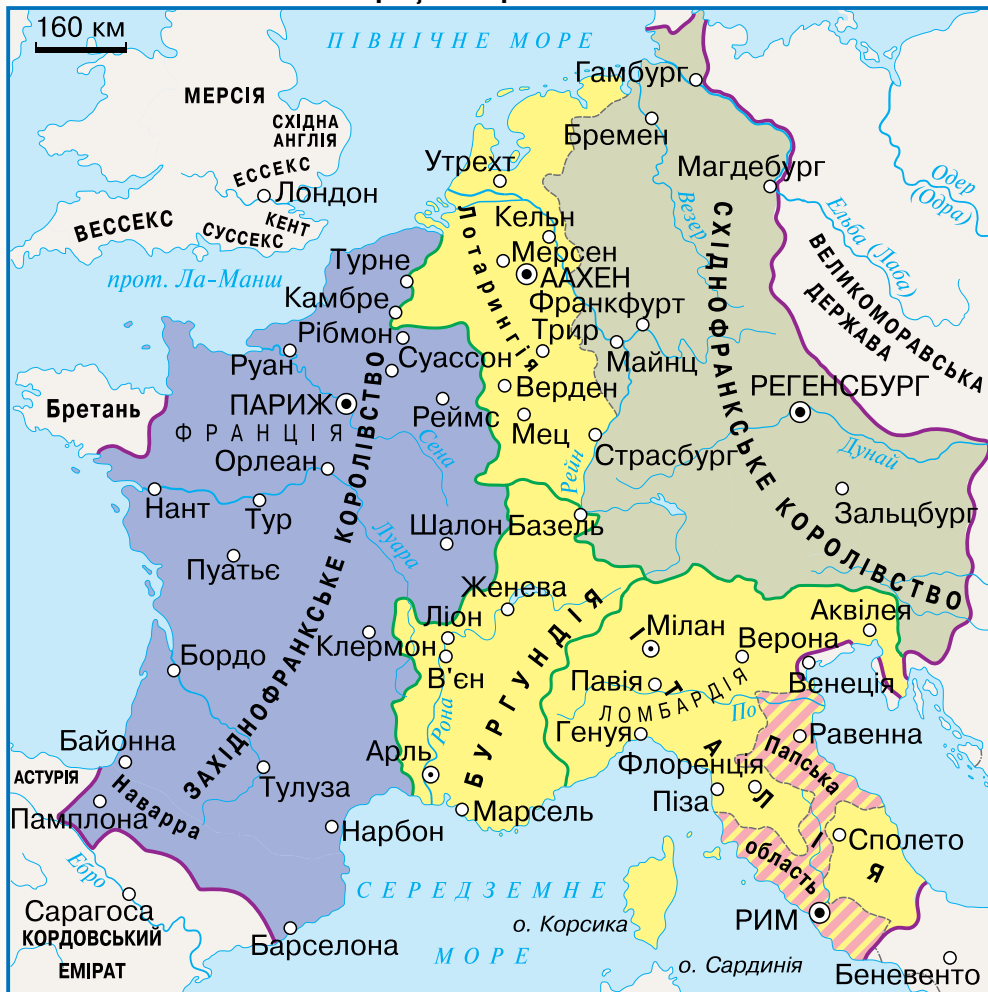 160 км
ПІВНІЧНЕ МОРЕ
Гамбург
МЕРСІЯ
СХІДНА
АНГЛІЯ
Бремен
Утрехт
Магдебург
Одер
(Одра)
ЕССЕКС
Лондон
Везер
ВЕССЕКС
КЕНТ
СУССЕКС
Кельн
Ельба (Лаба)
Лотарингія
Мерсен
ААХЕН
СХІДНОФРАНКСЬКЕ КОРОЛІВСТВО
ВЕЛИКОМОРАВСЬКА
ДЕРЖАВА
прот. Ла-Манш
Турне
Камбре
Франкфурт
Рібмон
Трир
Майнц
Руан
Суассон
Верден
РЕГЕНСБУРГ
Бретань
ПАРИЖ
Реймс
Мец
ФРАНЦІЯ
Сена
Страсбург
Дунай
Орлеан
Рейн
ЗАХІДНОФРАНКСЬКЕ КОРОЛІВСТВО
Нант
Тур
Шалон
Базель
Зальцбург
Луара
Пуатьє
Женева
Ліон
Аквілея
Клермон
Мілан
Верона
Бордо
В'єн
БУРГУНДІЯ
ІТАЛІЯ
Павія
ЛОМБАРДІЯ
Венеція
Рона
По
Генуя
Равенна
Байонна
Арль
Флоренція
Папська
область
АСТУРІЯ
Наварра
Тулуза
Піза
Памплона
Марсель
Нарбон
Сполето
Ебро
СЕРЕДЗЕМНЕ
МОРЕ
Сарагоса
КОРДОВСЬКИЙ
ЕМІРАТ
Барселона
о. Корсика
РИМ
о. Сардинія
Беневенто